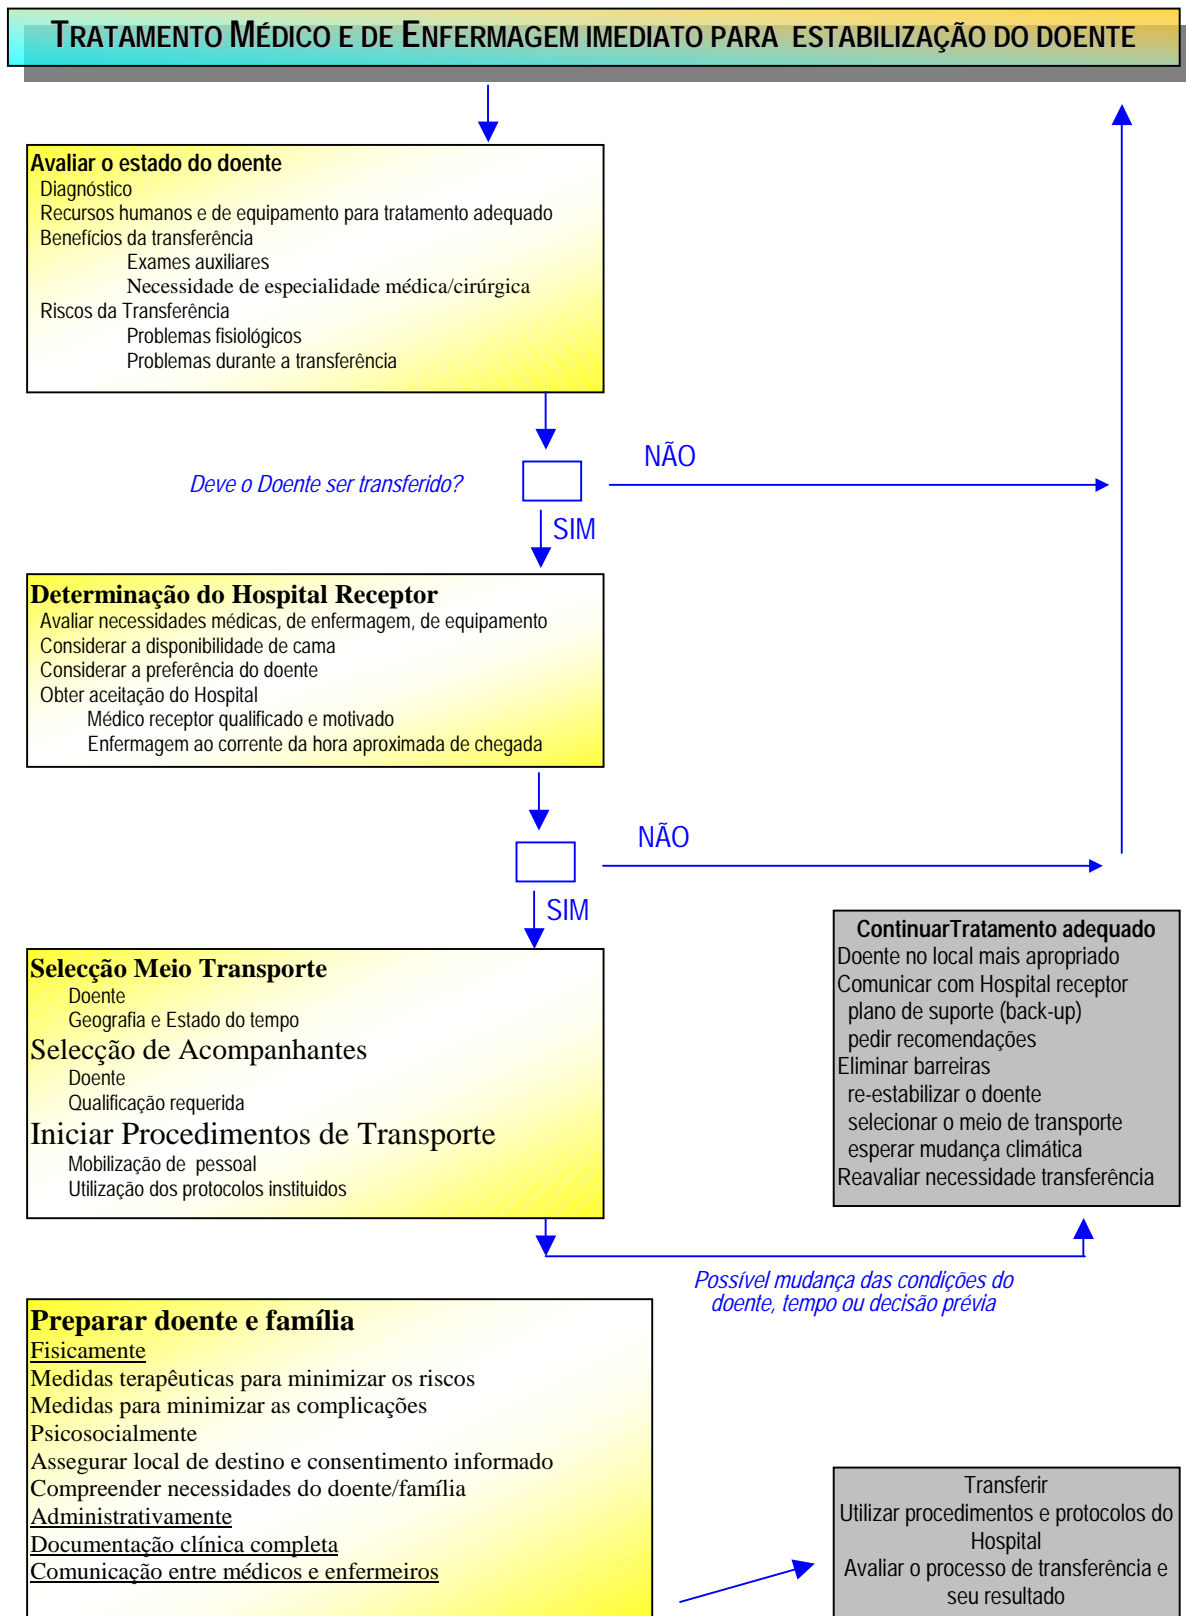 TRATAMENTO MÉDICO E DE ENFERMAGEM IMEDIATO PARA ESTABILIZAÇÃO DO DOENTE
Avaliar o estado do doente
Diagnóstico
Recursos humanos e de equipamento para tratamento adequado
Benefícios da transferência
Exames auxiliares
Necessidade de especialidade médica/cirúrgica
Riscos da Transferência
Problemas fisiológicos
Problemas durante a transferência
Deve o Doente ser transferido?
NÃO
SIM
Determinação do Hospital Receptor
Avaliar necessidades médicas, de enfermagem, de equipamento
Considerar a disponibilidade de cama
Considerar a preferência do doente
Obter aceitação do Hospital
Médico receptor qualificado e motivado
Enfermagem ao corrente da hora aproximada de chegada
NÃO
SIM
Selecção Meio Transporte
Doente
Geografia e Estado do tempo
Selecção de Acompanhantes
Doente
Qualificação requerida
Iniciar Procedimentos de Transporte
Mobilização de pessoal
Utilização dos protocolos instituidos
ContinuarTratamento adequado
Doente no local mais apropriado
Comunicar com Hospital receptor
plano de suporte (back-up)
pedir recomendações
Eliminar barreiras
re-estabilizar o doente
selecionar o meio de transporte
esperar mudança climática
Reavaliar necessidade transferência
Possível mudança das condições do
doente, tempo ou decisão prévia
Preparar doente e família
Fisicamente
Medidas terapêuticas para minimizar os riscos
Medidas para minimizar as complicações
Psicosocialmente
Assegurar local de destino e consentimento informado
Compreender necessidades do doente/família
Administrativamente
Documentação clínica completa
Comunicação entre médicos e enfermeiros
Transferir
Utilizar procedimentos e protocolos do
Hospital
Avaliar o processo de transferência e
seu resultado